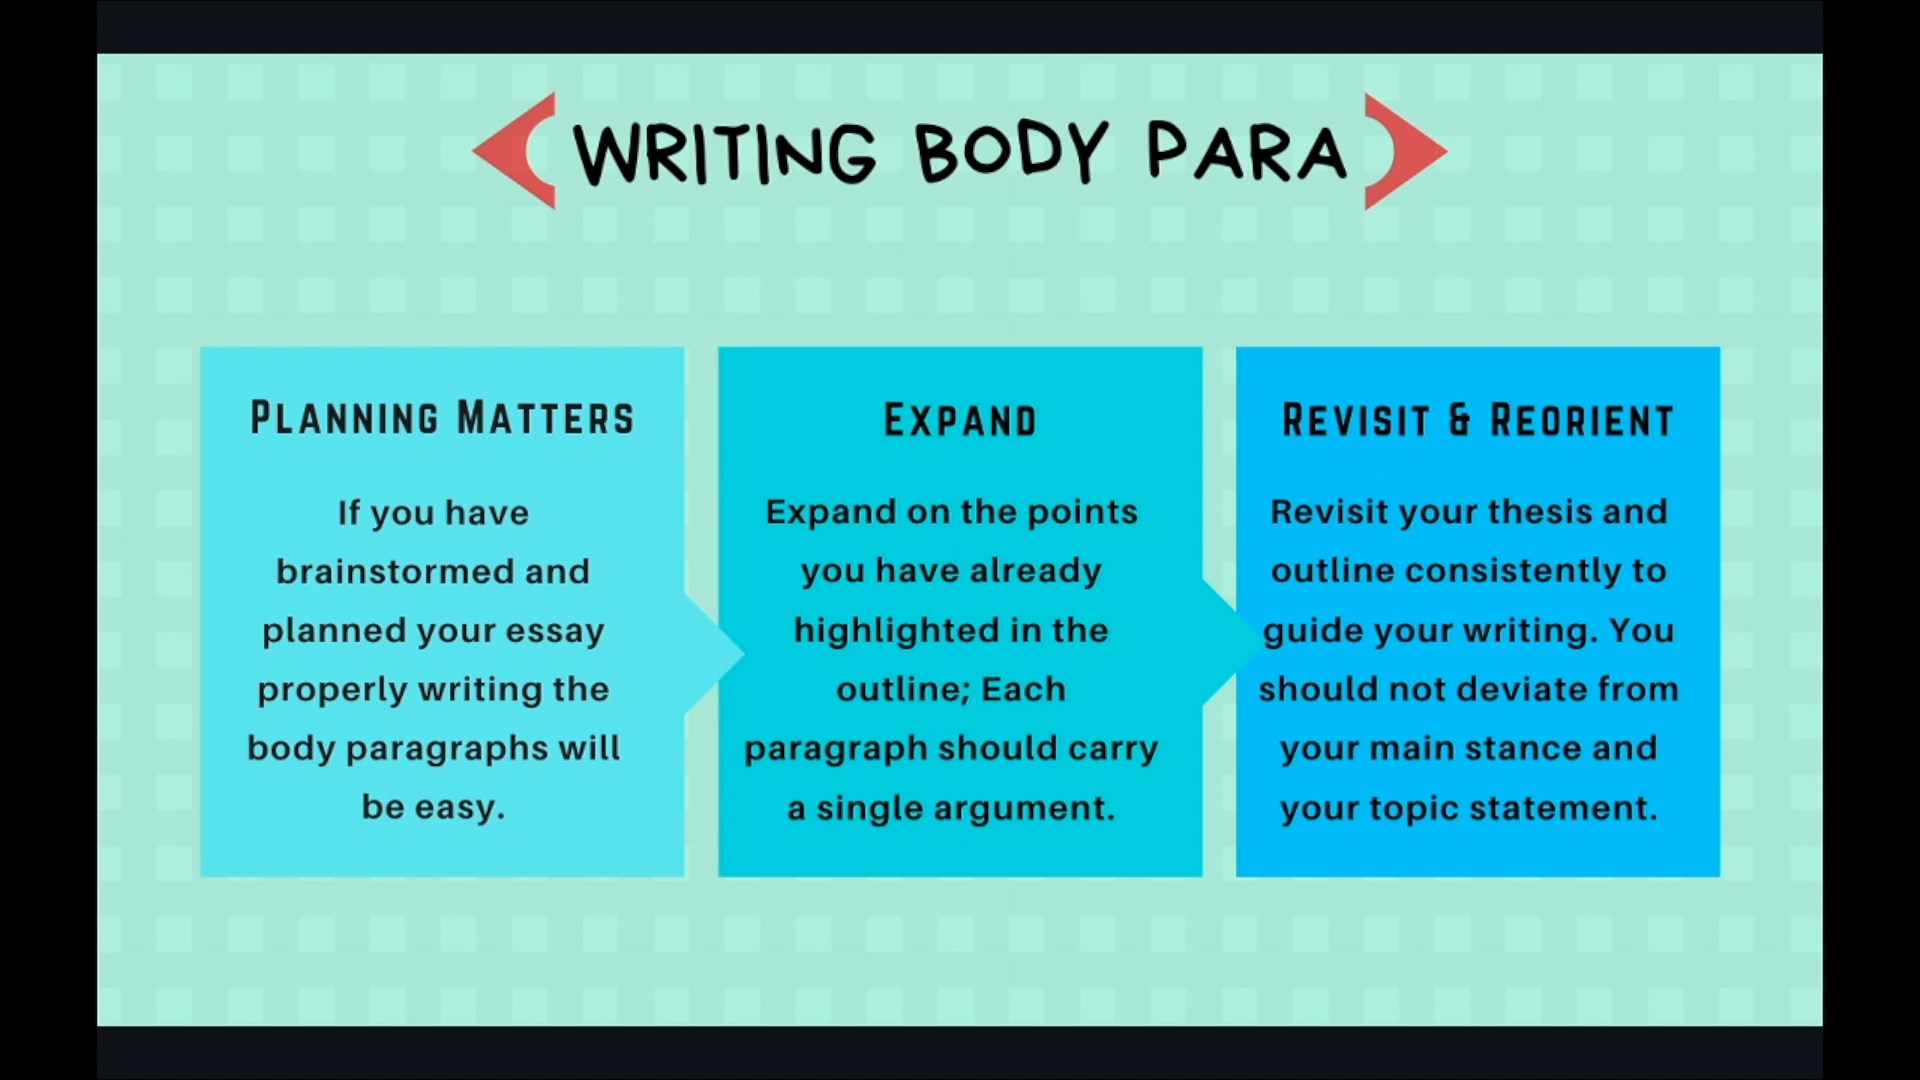 WRITING BODY PARA
PLANNING MATTERS
If you have
brainstormed and
planned your essay
properly writing the
body paragraphs will
be easy.
EXPAND
Expand on the points
you have already
highlighted in the
outline; Each
paragraph should carry
a single argument.
REVISIT & REORIENT
Revisit your thesis and
outline consistently to
guide your writing. You
should not deviate from
your main stance and
your topic statement.